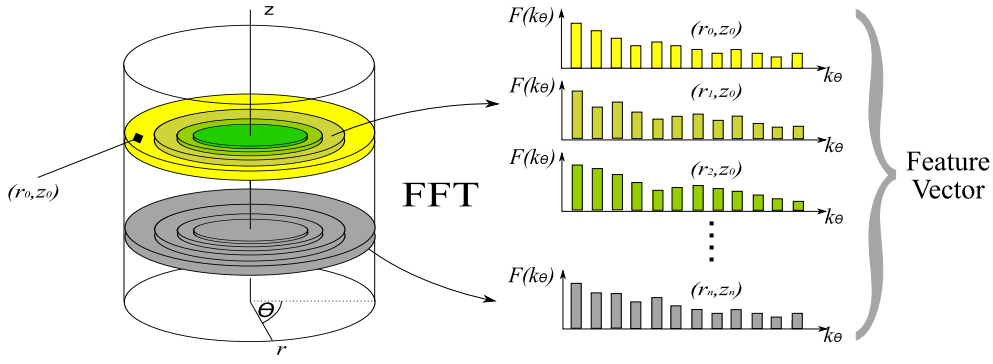 z
(r₀,z₀)
θ
r
FFT
F(kθ)
(r₀,z₀)
kθ
F(kθ)
(r₁,z₀)
kθ
F(kθ)
(r₂,z₀)
kθ
F(kθ)
(rₙ,zₙ)
kθ
Feature
Vector